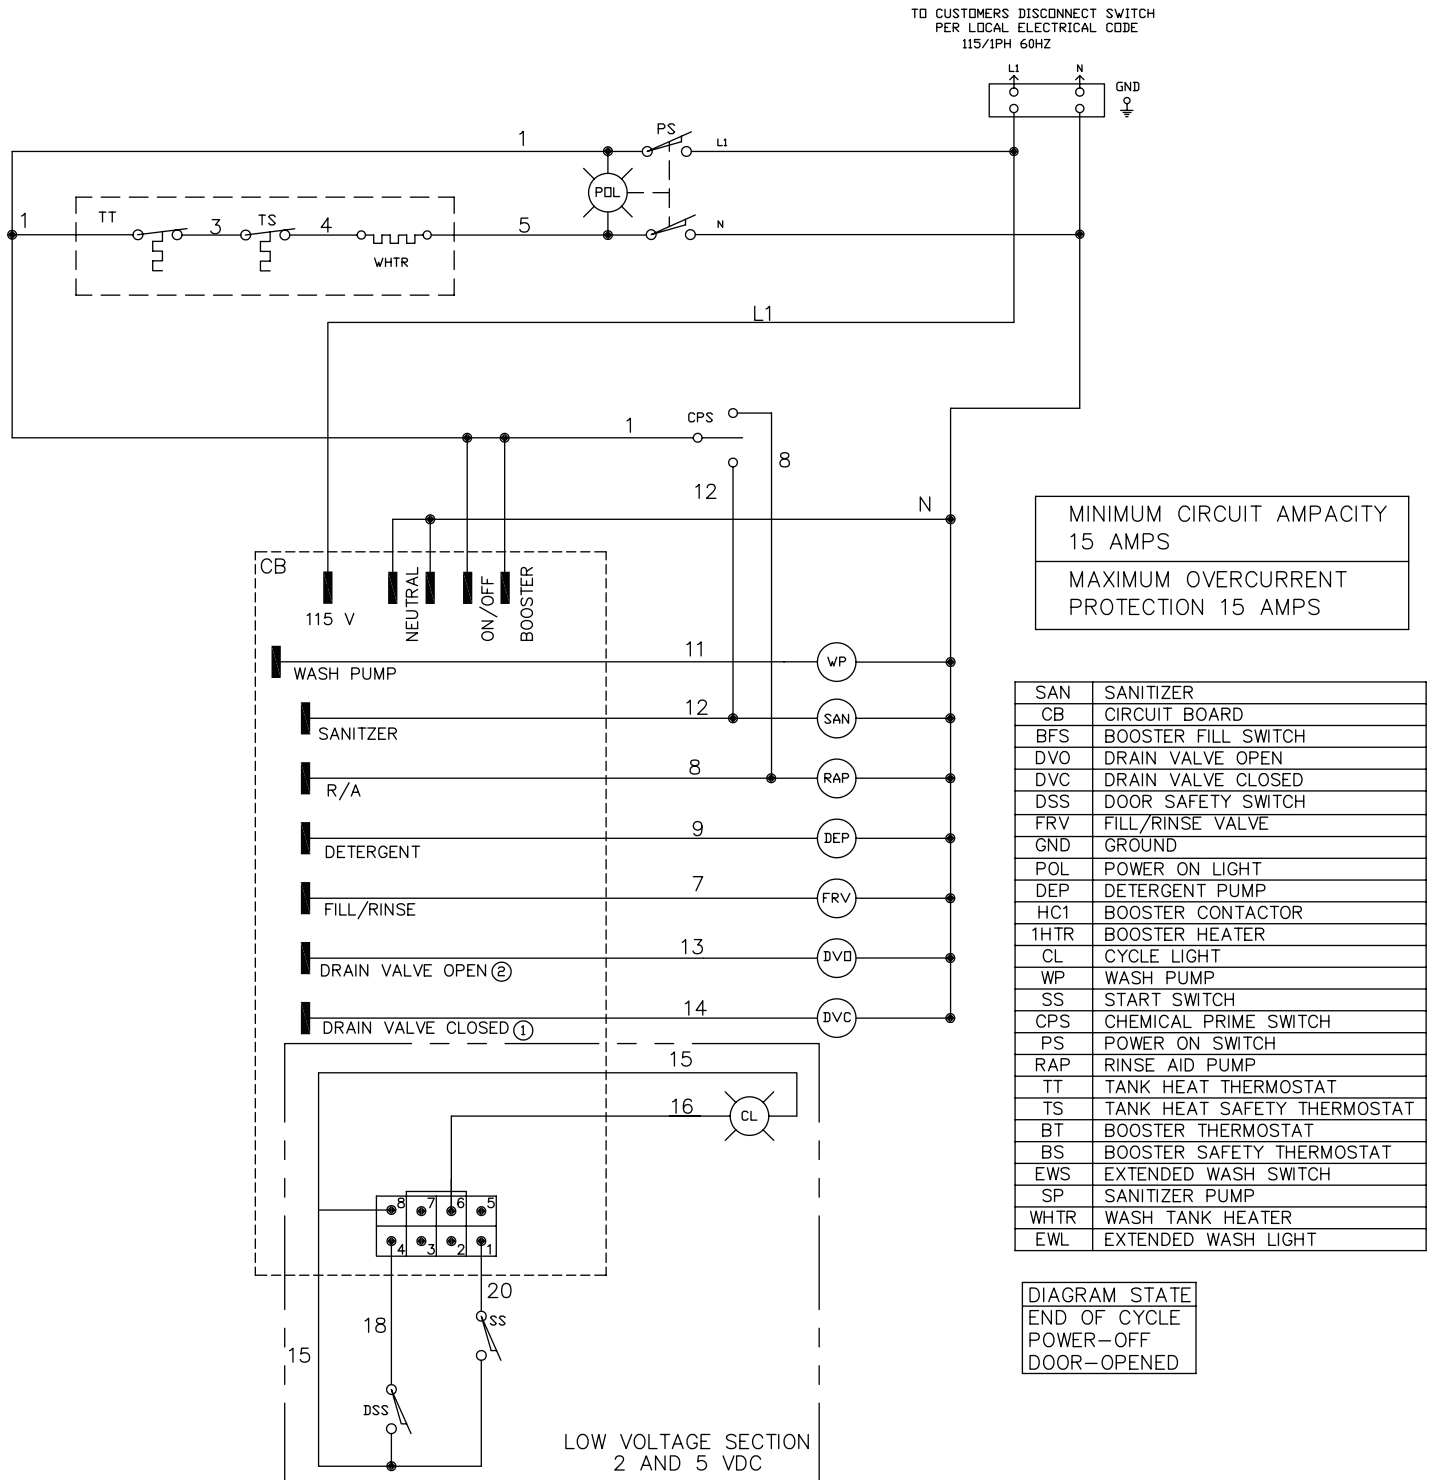 TO CUSTOMERS DISCONNECT SWITCH
PER LOCAL ELECTRICAL CODE
115/1PH 60HZ
L1
N
GND
1
PS
L1
POL
1
TT
3
TS
4
WHTR
5
N
L1
1
CPS
8
12
N
CB
115 V
NEUTRAL
ON/OFF
BOOSTER
WASH PUMP
11
WP
SANITZER
12
SAN
R/A
8
RAP
DETERGENT
9
DEP
FILL/RINSE
7
FRV
DRAIN VALVE OPEN 2
13
DVO
DRAIN VALVE CLOSED 1
14
DVC
15
16
CL
8 7 6 5
4 3 2 1
20
SS
18
15
DSS
LOW VOLTAGE SECTION
2 AND 5 VDC
MINIMUM CIRCUIT AMPACITY
15 AMPS
MAXIMUM OVERCURRENT
PROTECTION 15 AMPS
SAN SANITIZER
CB CIRCUIT BOARD
BFS BOOSTER FILL SWITCH
DVO DRAIN VALVE OPEN
DVC DRAIN VALVE CLOSED
DSS DOOR SAFETY SWITCH
FRV FILL/RINSE VALVE
GND GROUND
POL POWER ON LIGHT
DEP DETERGENT PUMP
HC1 BOOSTER CONTACTOR
1HTR BOOSTER HEATER
CL CYCLE LIGHT
WP WASH PUMP
SS START SWITCH
CPS CHEMICAL PRIME SWITCH
PS POWER ON SWITCH
RAP RINSE AID PUMP
TT TANK HEAT THERMOSTAT
TS TANK HEAT SAFETY THERMOSTAT
BT BOOSTER THERMOSTAT
BS BOOSTER SAFETY THERMOSTAT
EWS EXTENDED WASH SWITCH
SP SANITIZER PUMP
WHTR WASH TANK HEATER
EWL EXTENDED WASH LIGHT
DIAGRAM STATE
END OF CYCLE
POWER-OFF
DOOR-OPENED